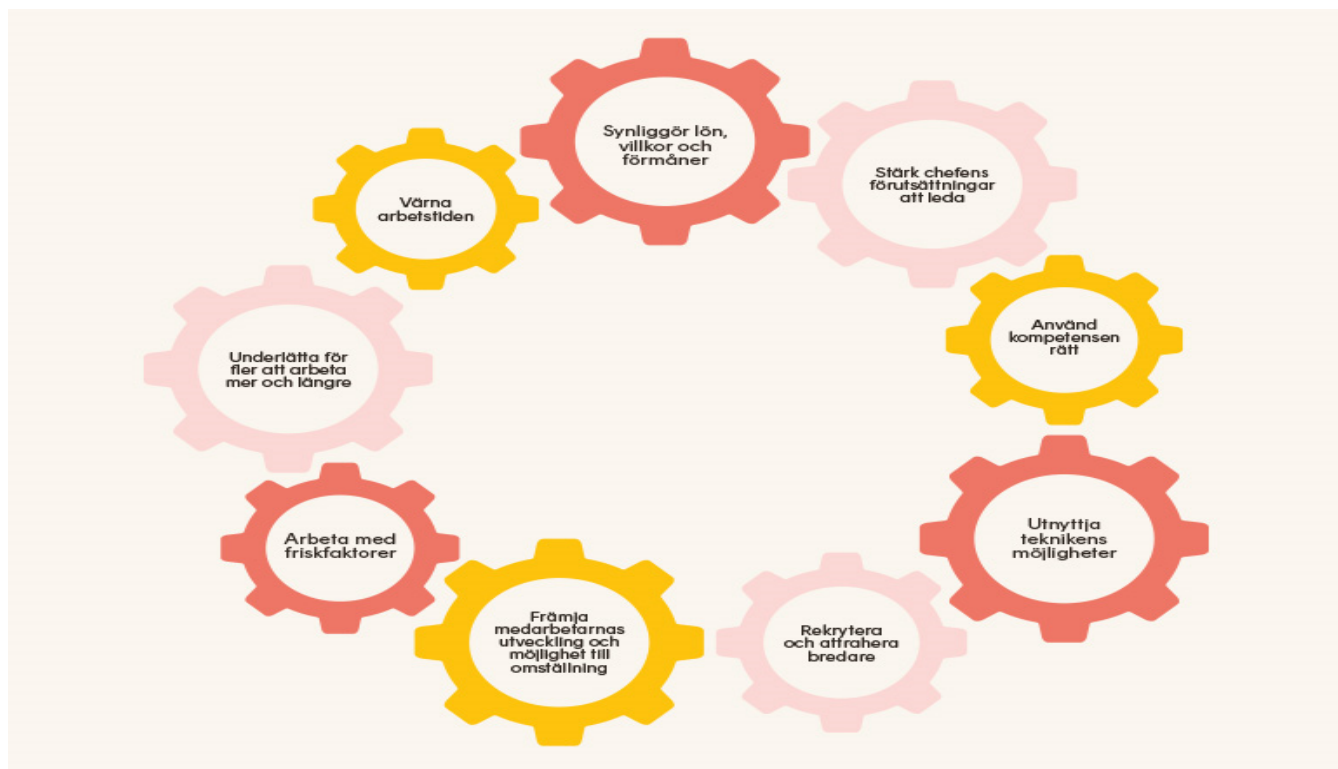 Synliggör lön,
villkor och
förmåner
Stärk chefens
förutsättningar
att leda
Använd
kompetensen
rätt
Utnyttja
teknikens
möjligheter
Rekrytera
och attrahera
bredare
Främja
medarbetarnas
utveckling och
möjlighet till
omställning
Arbeta med
friskfaktorer
Underlätta för
fler att arbeta
mer och längre
Värna
arbetstiden